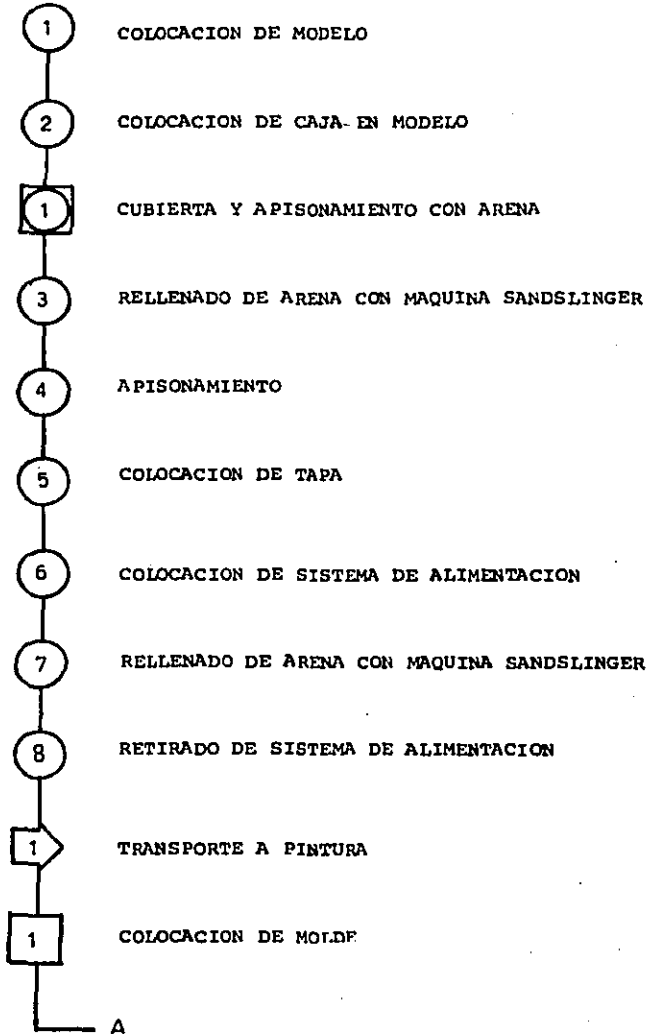 1 COLOCACION DE MODELO
2 COLOCACION DE CAJA EN MODELO
1 CUBIERTA Y APISONAMIENTO CON ARENA
3 RELLENADO DE ARENA CON MAQUINA SANDSLINGER
4 APISONAMIENTO
5 COLOCACION DE TAPA
6 COLOCACION DE SISTEMA DE ALIMENTACION
7 RELLENADO DE ARENA CON MAQUINA SANDSLINGER
8 RETIRADO DE SISTEMA DE ALIMENTACION
1 TRANSPORTE A PINTURA
1 COLOCACION DE MOLDE
A